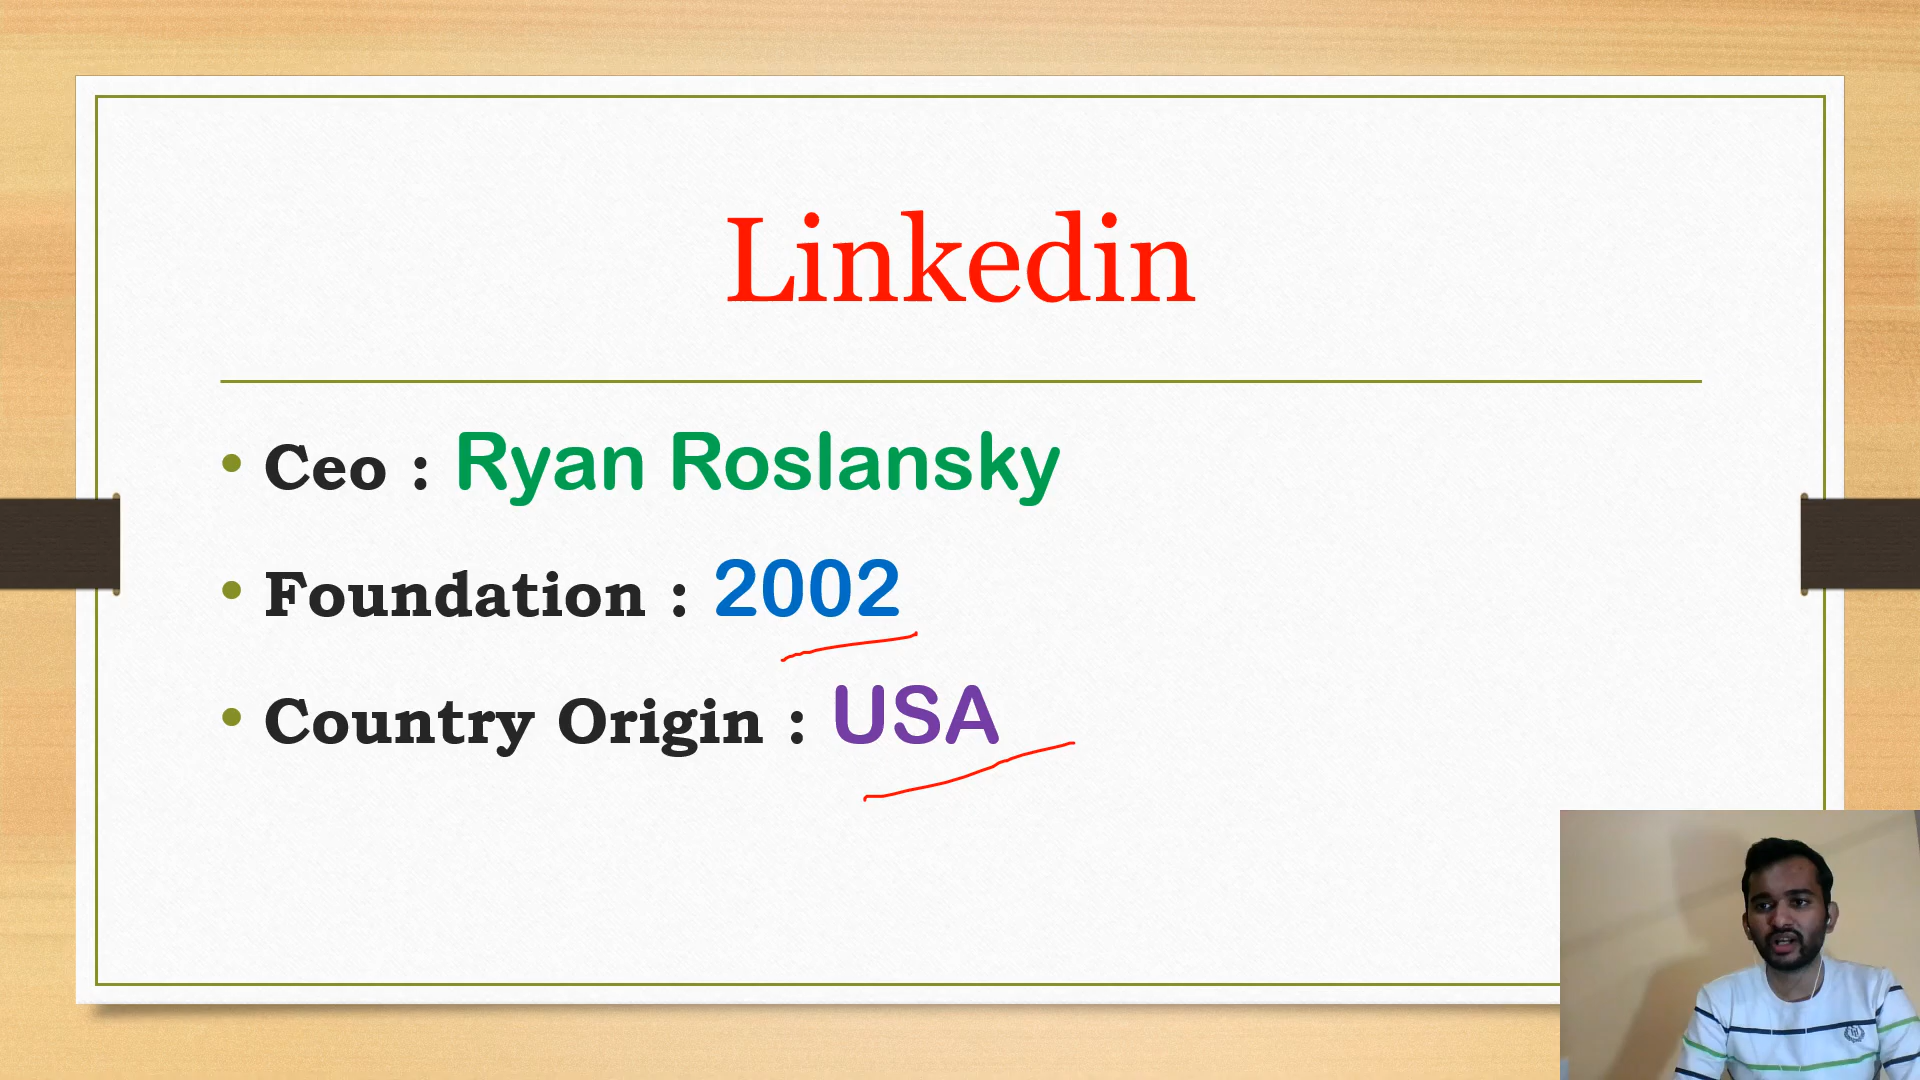 Linkedin
• Ceo : Ryan Roslansky
• Foundation : 2002
• Country Origin : USA